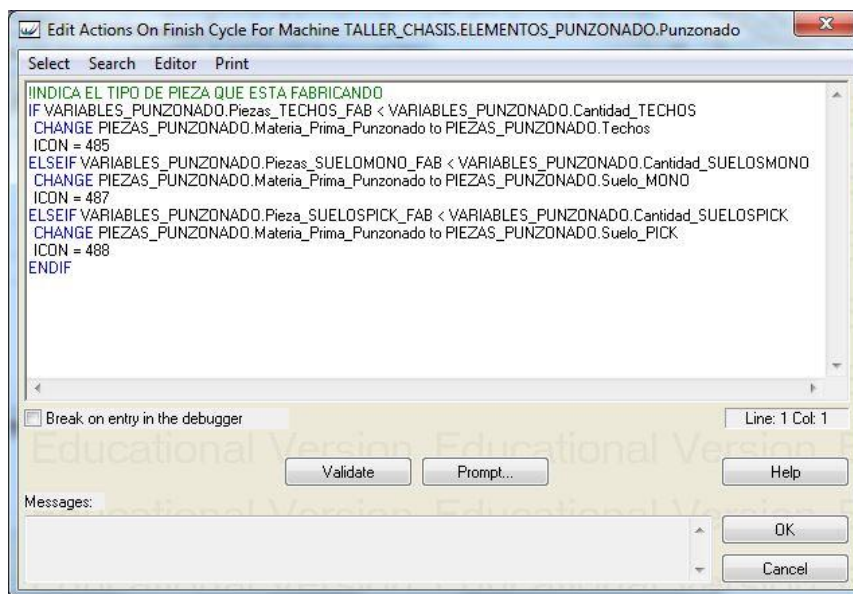 Edit Actions On Finish Cycle For Machine TALLER_CHASIS.ELEMENTOS_PUNZONADO.Punzonado
Select Search Editor Print
!INDICA EL TIPO DE PIEZA QUE ESTA FABRICANDO
IF VARIABLES_PUNZONADO.Piezas_TECHOS_FAB < VARIABLES_PUNZONADO.Cantidad_TECHOS
CHANGE PIEZAS_PUNZONADO.Materia_Prima_Punzonado to PIEZAS_PUNZONADO.Techos
ICON = 485
ELSEIF VARIABLES_PUNZONADO.Piezas_SUELOMONO_FAB < VARIABLES_PUNZONADO.Cantidad_SUELOSMONO
CHANGE PIEZAS_PUNZONADO.Materia_Prima_Punzonado to PIEZAS_PUNZONADO.Suelo_MONO
ICON = 487
ELSEIF VARIABLES_PUNZONADO.Pieza_SUELOSPICK_FAB < VARIABLES_PUNZONADO.Cantidad_SUELOSPICK
CHANGE PIEZAS_PUNZONADO.Materia_Prima_Punzonado to PIEZAS_PUNZONADO.Suelo_PICK
ICON = 488
ENDIF
Break on entry in the debugger
Line: 1 Col: 1
Educational Version Educational Version
Validate Prompt... Help
Messages:
OK
Cancel